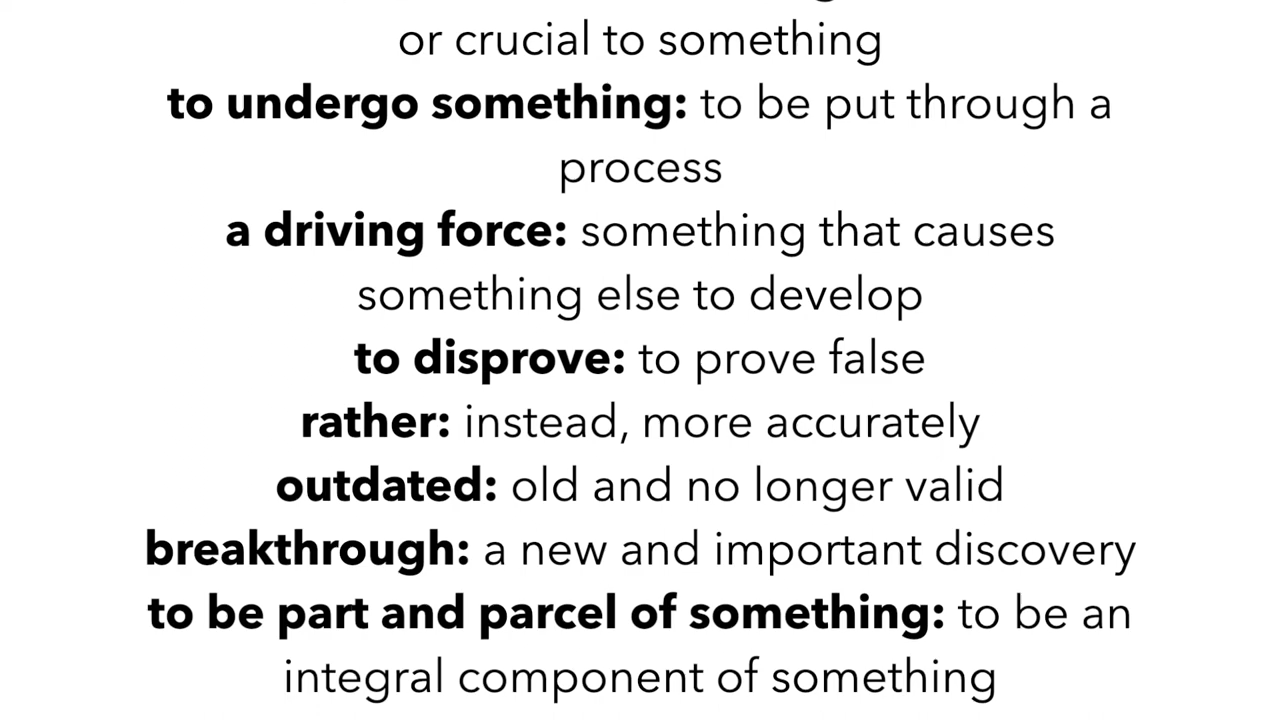 or crucial to something
to undergo something: to be put through a
process
a driving force: something that causes
something else to develop
to disprove: to prove false
rather: instead, more accurately
outdated: old and no longer valid
breakthrough: a new and important discovery
to be part and parcel of something: to be an
integral component of something